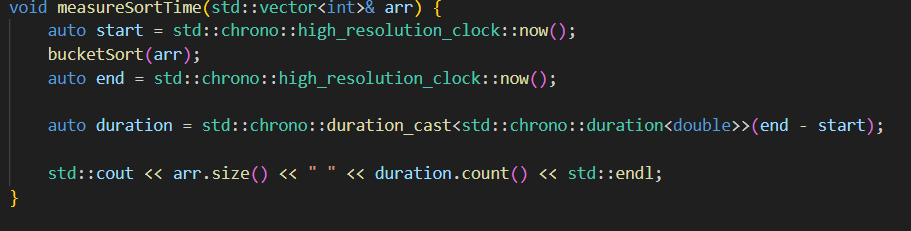 void measureSortTime(std::vector<int>& arr) {
    auto start = std::chrono::high_resolution_clock::now();
    bucketSort(arr);
    auto end = std::chrono::high_resolution_clock::now();

    auto duration = std::chrono::duration_cast<std::chrono::duration<double>>(end - start);

    std::cout << arr.size() << " " << duration.count() << std::endl;
}